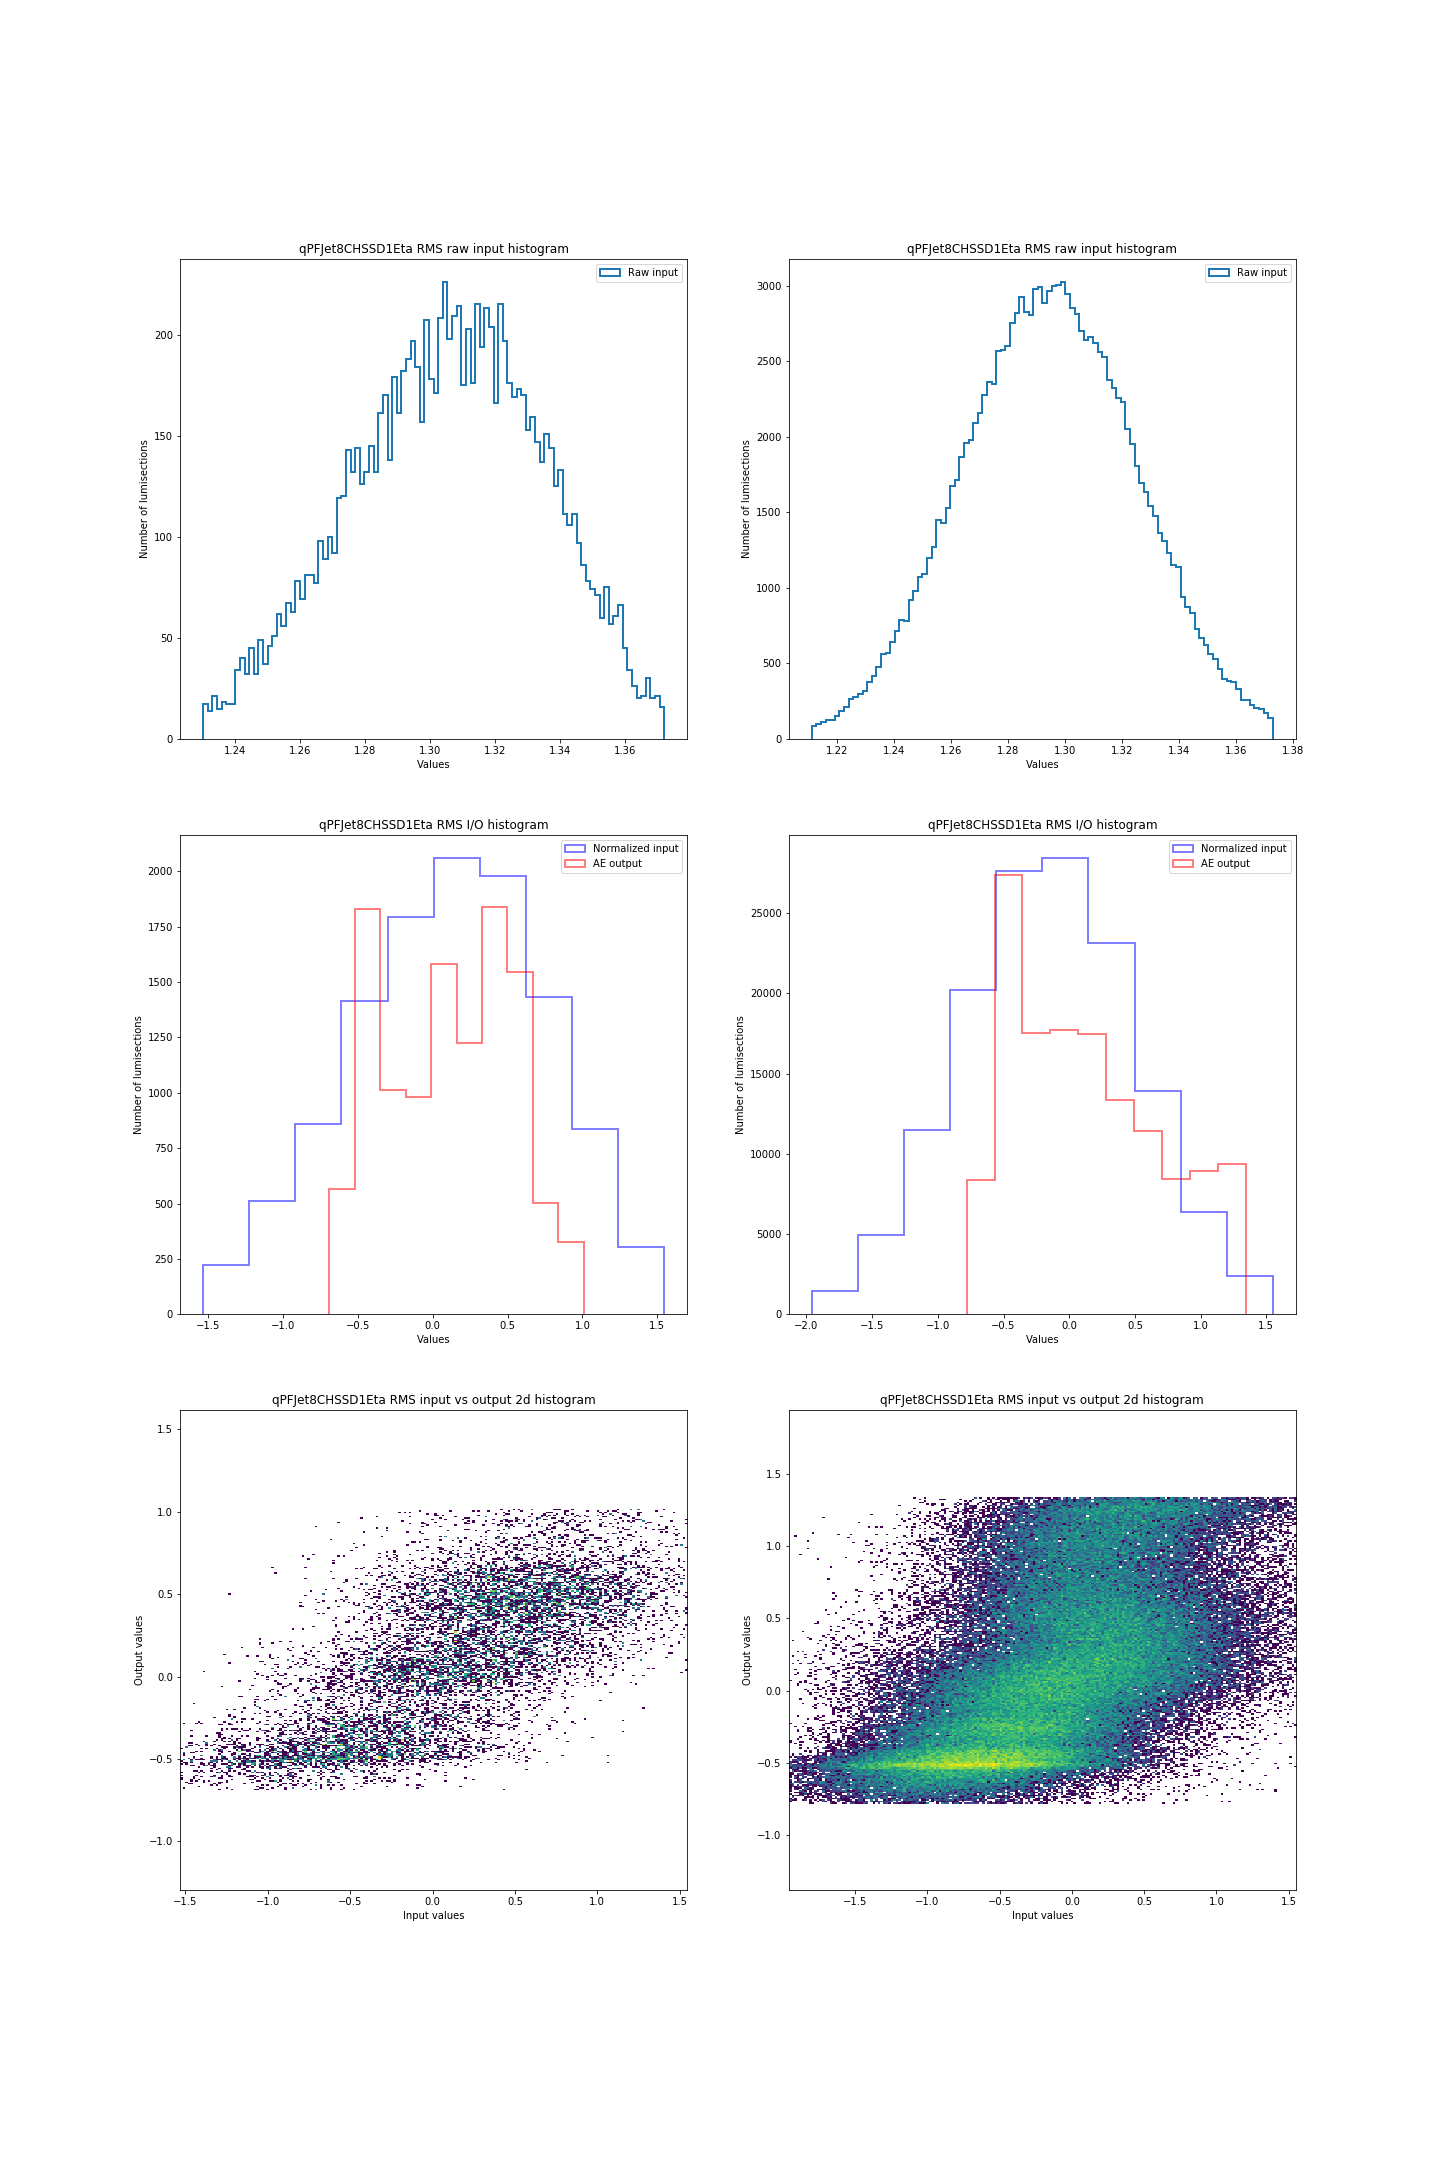 qPFJet8CHSSD1Eta RMS raw input histogram
Raw input
Number of lumisections
200
150
100
50
0
1.24 1.26 1.28 1.30 1.32 1.34 1.36
Values
qPFJet8CHSSD1Eta RMS raw input histogram
Raw input
Number of lumisections
3000
2500
2000
1500
1000
500
0
1.22 1.24 1.26 1.28 1.30 1.32 1.34 1.36 1.38
Values
qPFJet8CHSSD1Eta RMS I/O histogram
Normalized input
AE output
Number of lumisections
2000
1750
1500
1250
1000
750
500
250
0
−1.5 −1.0 −0.5 0.0 0.5 1.0 1.5
Values
qPFJet8CHSSD1Eta RMS I/O histogram
Normalized input
AE output
Number of lumisections
25000
20000
15000
10000
5000
0
−2.0 −1.5 −1.0 −0.5 0.0 0.5 1.0 1.5
Values
qPFJet8CHSSD1Eta RMS input vs output 2d histogram
Output values
1.5
1.0
0.5
0.0
−0.5
−1.0
−1.5 −1.0 −0.5 0.0 0.5 1.0 1.5
Input values
qPFJet8CHSSD1Eta RMS input vs output 2d histogram
Output values
1.5
1.0
0.5
0.0
−0.5
−1.0
−1.5 −1.0 −0.5 0.0 0.5 1.0 1.5
Input values